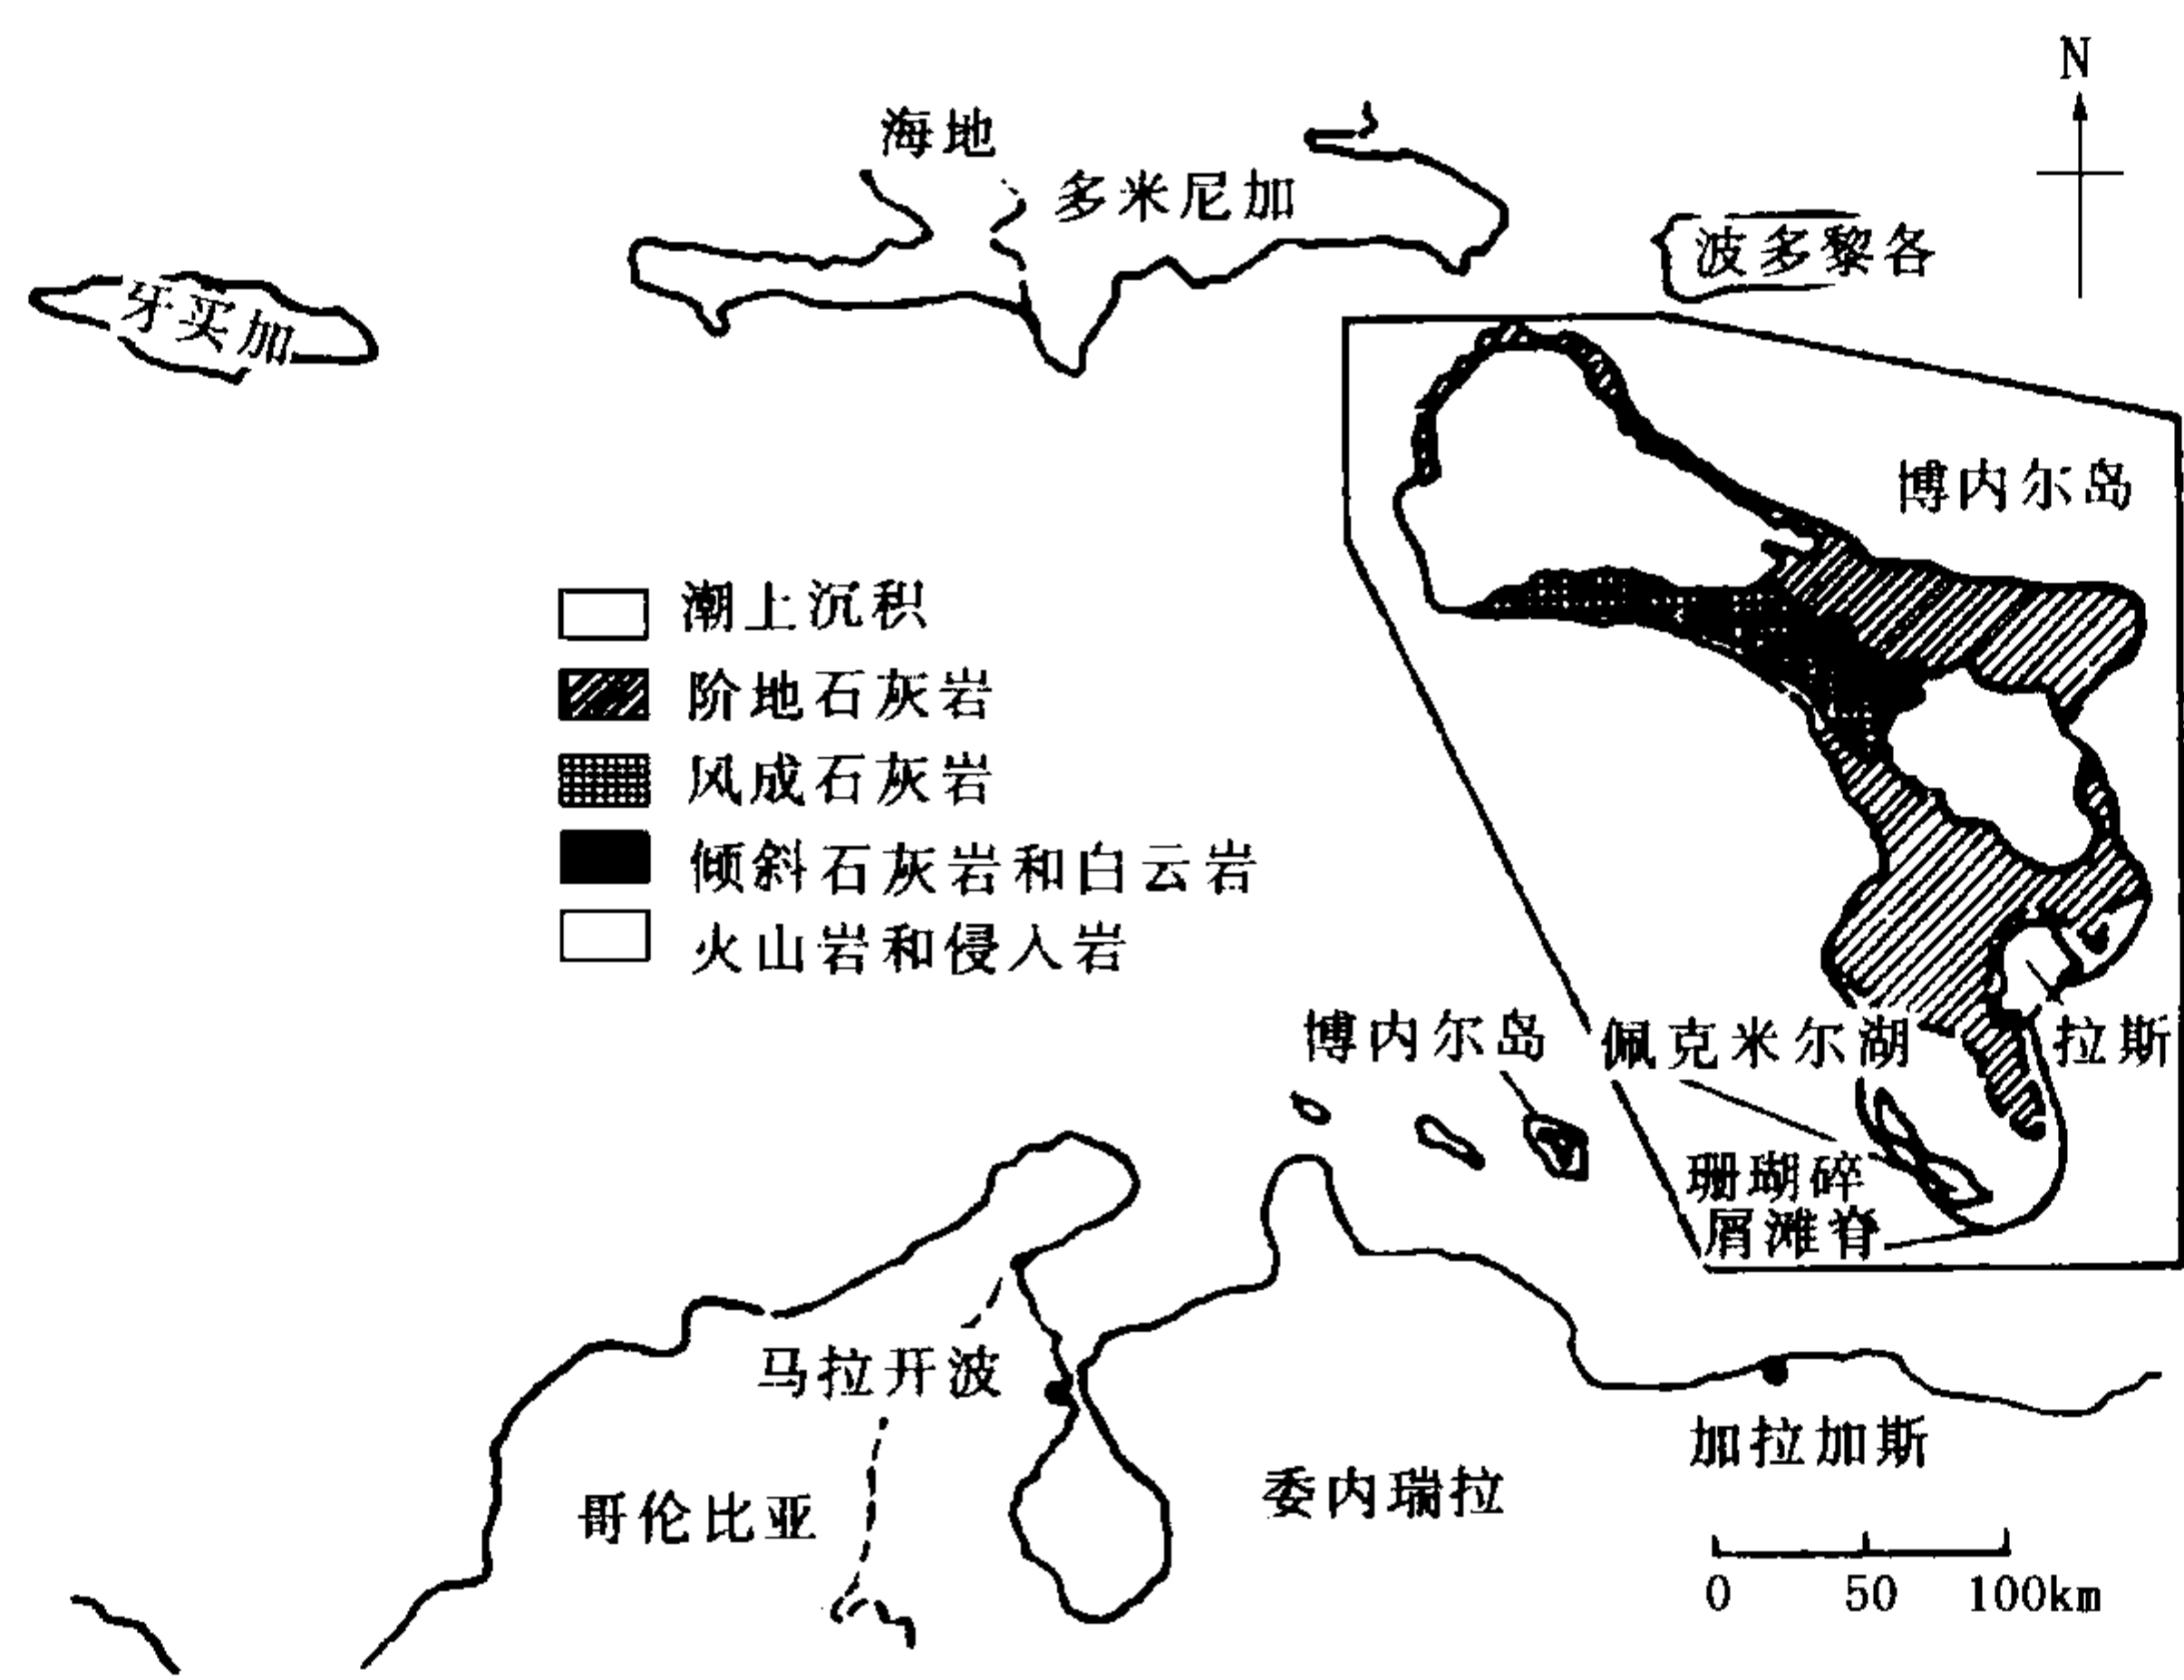 N
海地
多米尼加
波多黎各
牙买加
博内尔岛
潮上沉积
阶地石灰岩
风成石灰岩
倾斜石灰岩和白云岩
火山岩和侵入岩
博内尔岛
佩克米尔湖
拉斯
珊瑚碎
屑滩脊
马拉开波
加拉加斯
哥伦比亚
委内瑞拉
0 50 100km